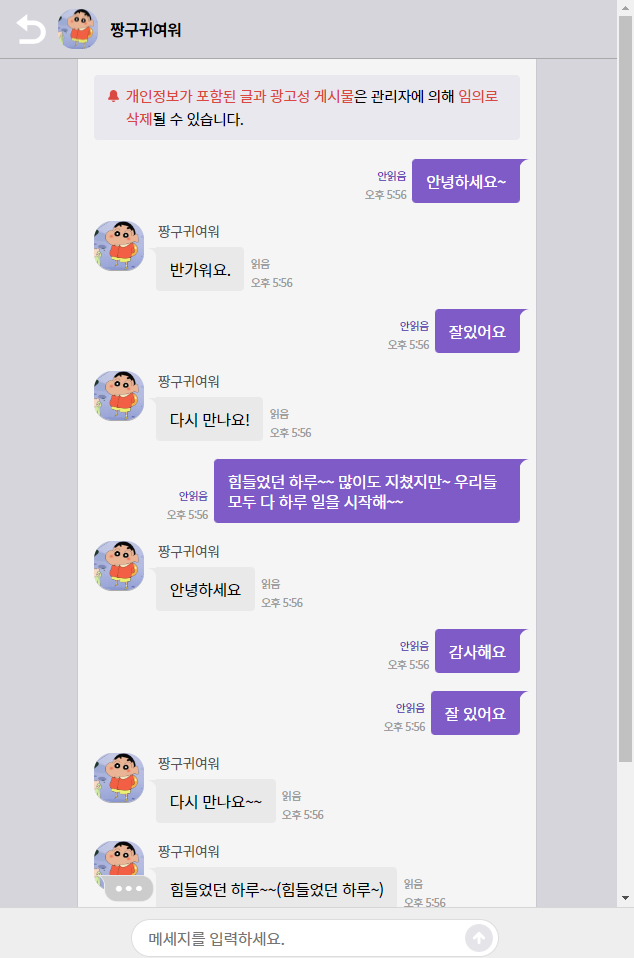 짱구귀여워
개인정보가 포함된 글과 광고성 게시물은 관리자에 의해 임의로
삭제될 수 있습니다.
안읽음
오후 5:56
안녕하세요~
짱구귀여워
반가워요.
읽음
오후 5:56
안읽음
오후 5:56
잘있어요
짱구귀여워
다시 만나요!
읽음
오후 5:56
힘들었던 하루~~ 많이도 지쳤지만~ 우리들
모두 다 하루 일을 시작해~~
안읽음
오후 5:56
짱구귀여워
안녕하세요
읽음
오후 5:56
안읽음
오후 5:56
감사해요
안읽음
오후 5:56
잘 있어요
짱구귀여워
다시 만나요~~
읽음
오후 5:56
짱구귀여워
힘들었던 하루~~(힘들었던 하루~)
읽음
오후 5:56
메세지를 입력하세요.